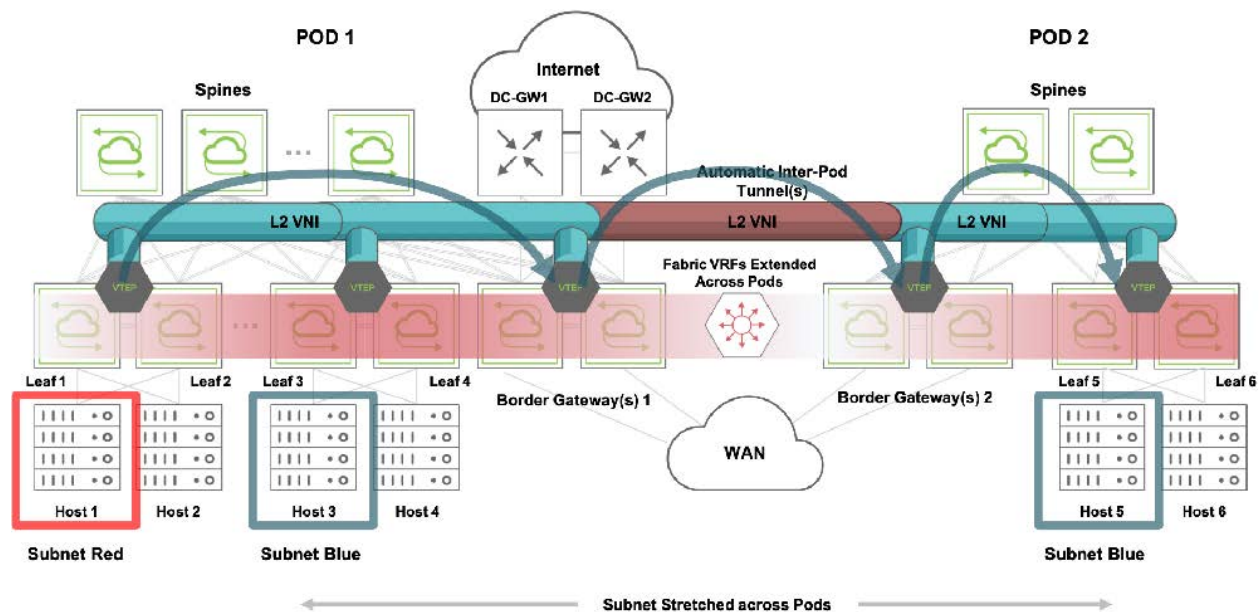 POD 1
POD 2
Internet
Spines
DC-GW1
DC-GW2
Spines
Automatic Inter-Pod
Tunnel(s)
L2 VNI
L2 VNI
L2 VNI
VTEP
VTEP
VTEP
VTEP
VTEP
Fabric VRFs Extended
Across Pods
Leaf 1
Leaf 2
Leaf 3
Leaf 4
Leaf 5
Leaf 6
Border Gateway(s) 1
Border Gateway(s) 2
WAN
Host 1
Host 2
Host 3
Host 4
Host 5
Host 6
Subnet Red
Subnet Blue
Subnet Blue
Subnet Stretched across Pods